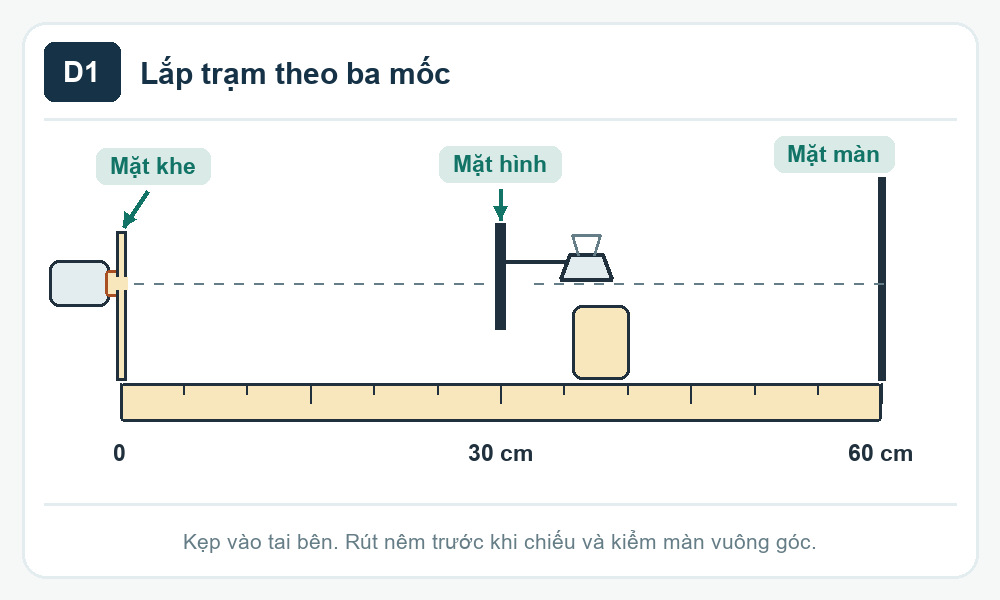 D1
Lắp trạm theo ba mốc
Mặt khe
Mặt hình
Mặt màn
0
30 cm
60 cm
Kẹp vào tai bên. Rút nêm trước khi chiếu và kiểm màn vuông góc.